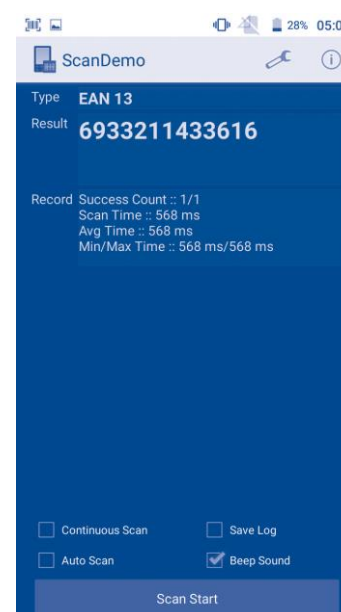 28% 05:0
ScanDemo
Type EAN 13
Result 6933211433616
Record Success Count :: 1/1
Scan Time :: 568 ms
Avg Time :: 568 ms
Min/Max Time :: 568 ms/568 ms
Continuous Scan Save Log
Auto Scan Beep Sound
Scan Start